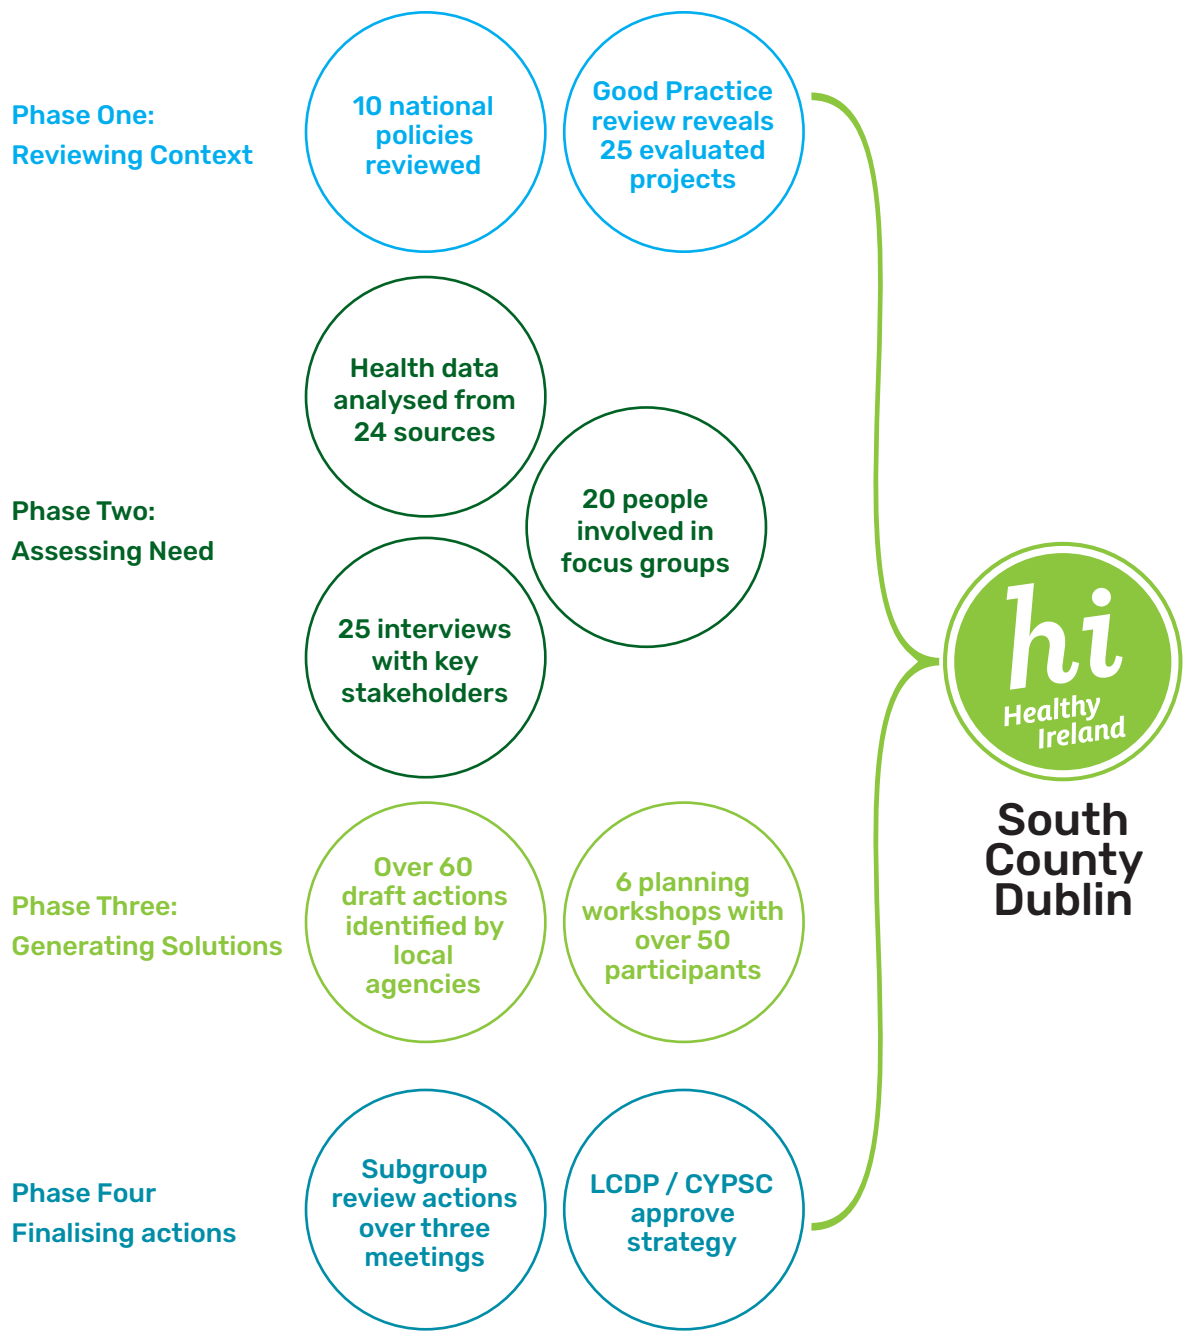 Phase One:
Reviewing Context
10 national
policies
reviewed
Good Practice
review reveals
25 evaluated
projects
Phase Two:
Assessing Need
Health data
analysed from
24 sources
20 people
involved in
focus groups
25 interviews
with key
stakeholders
Phase Three:
Generating Solutions
Over 60
draft actions
identified by
local
agencies
6 planning
workshops with
over 50
participants
Phase Four
Finalising actions
Subgroup
review actions
over three
meetings
LCDP / CYPSC
approve
strategy
hi
Healthy
Ireland
South
County
Dublin